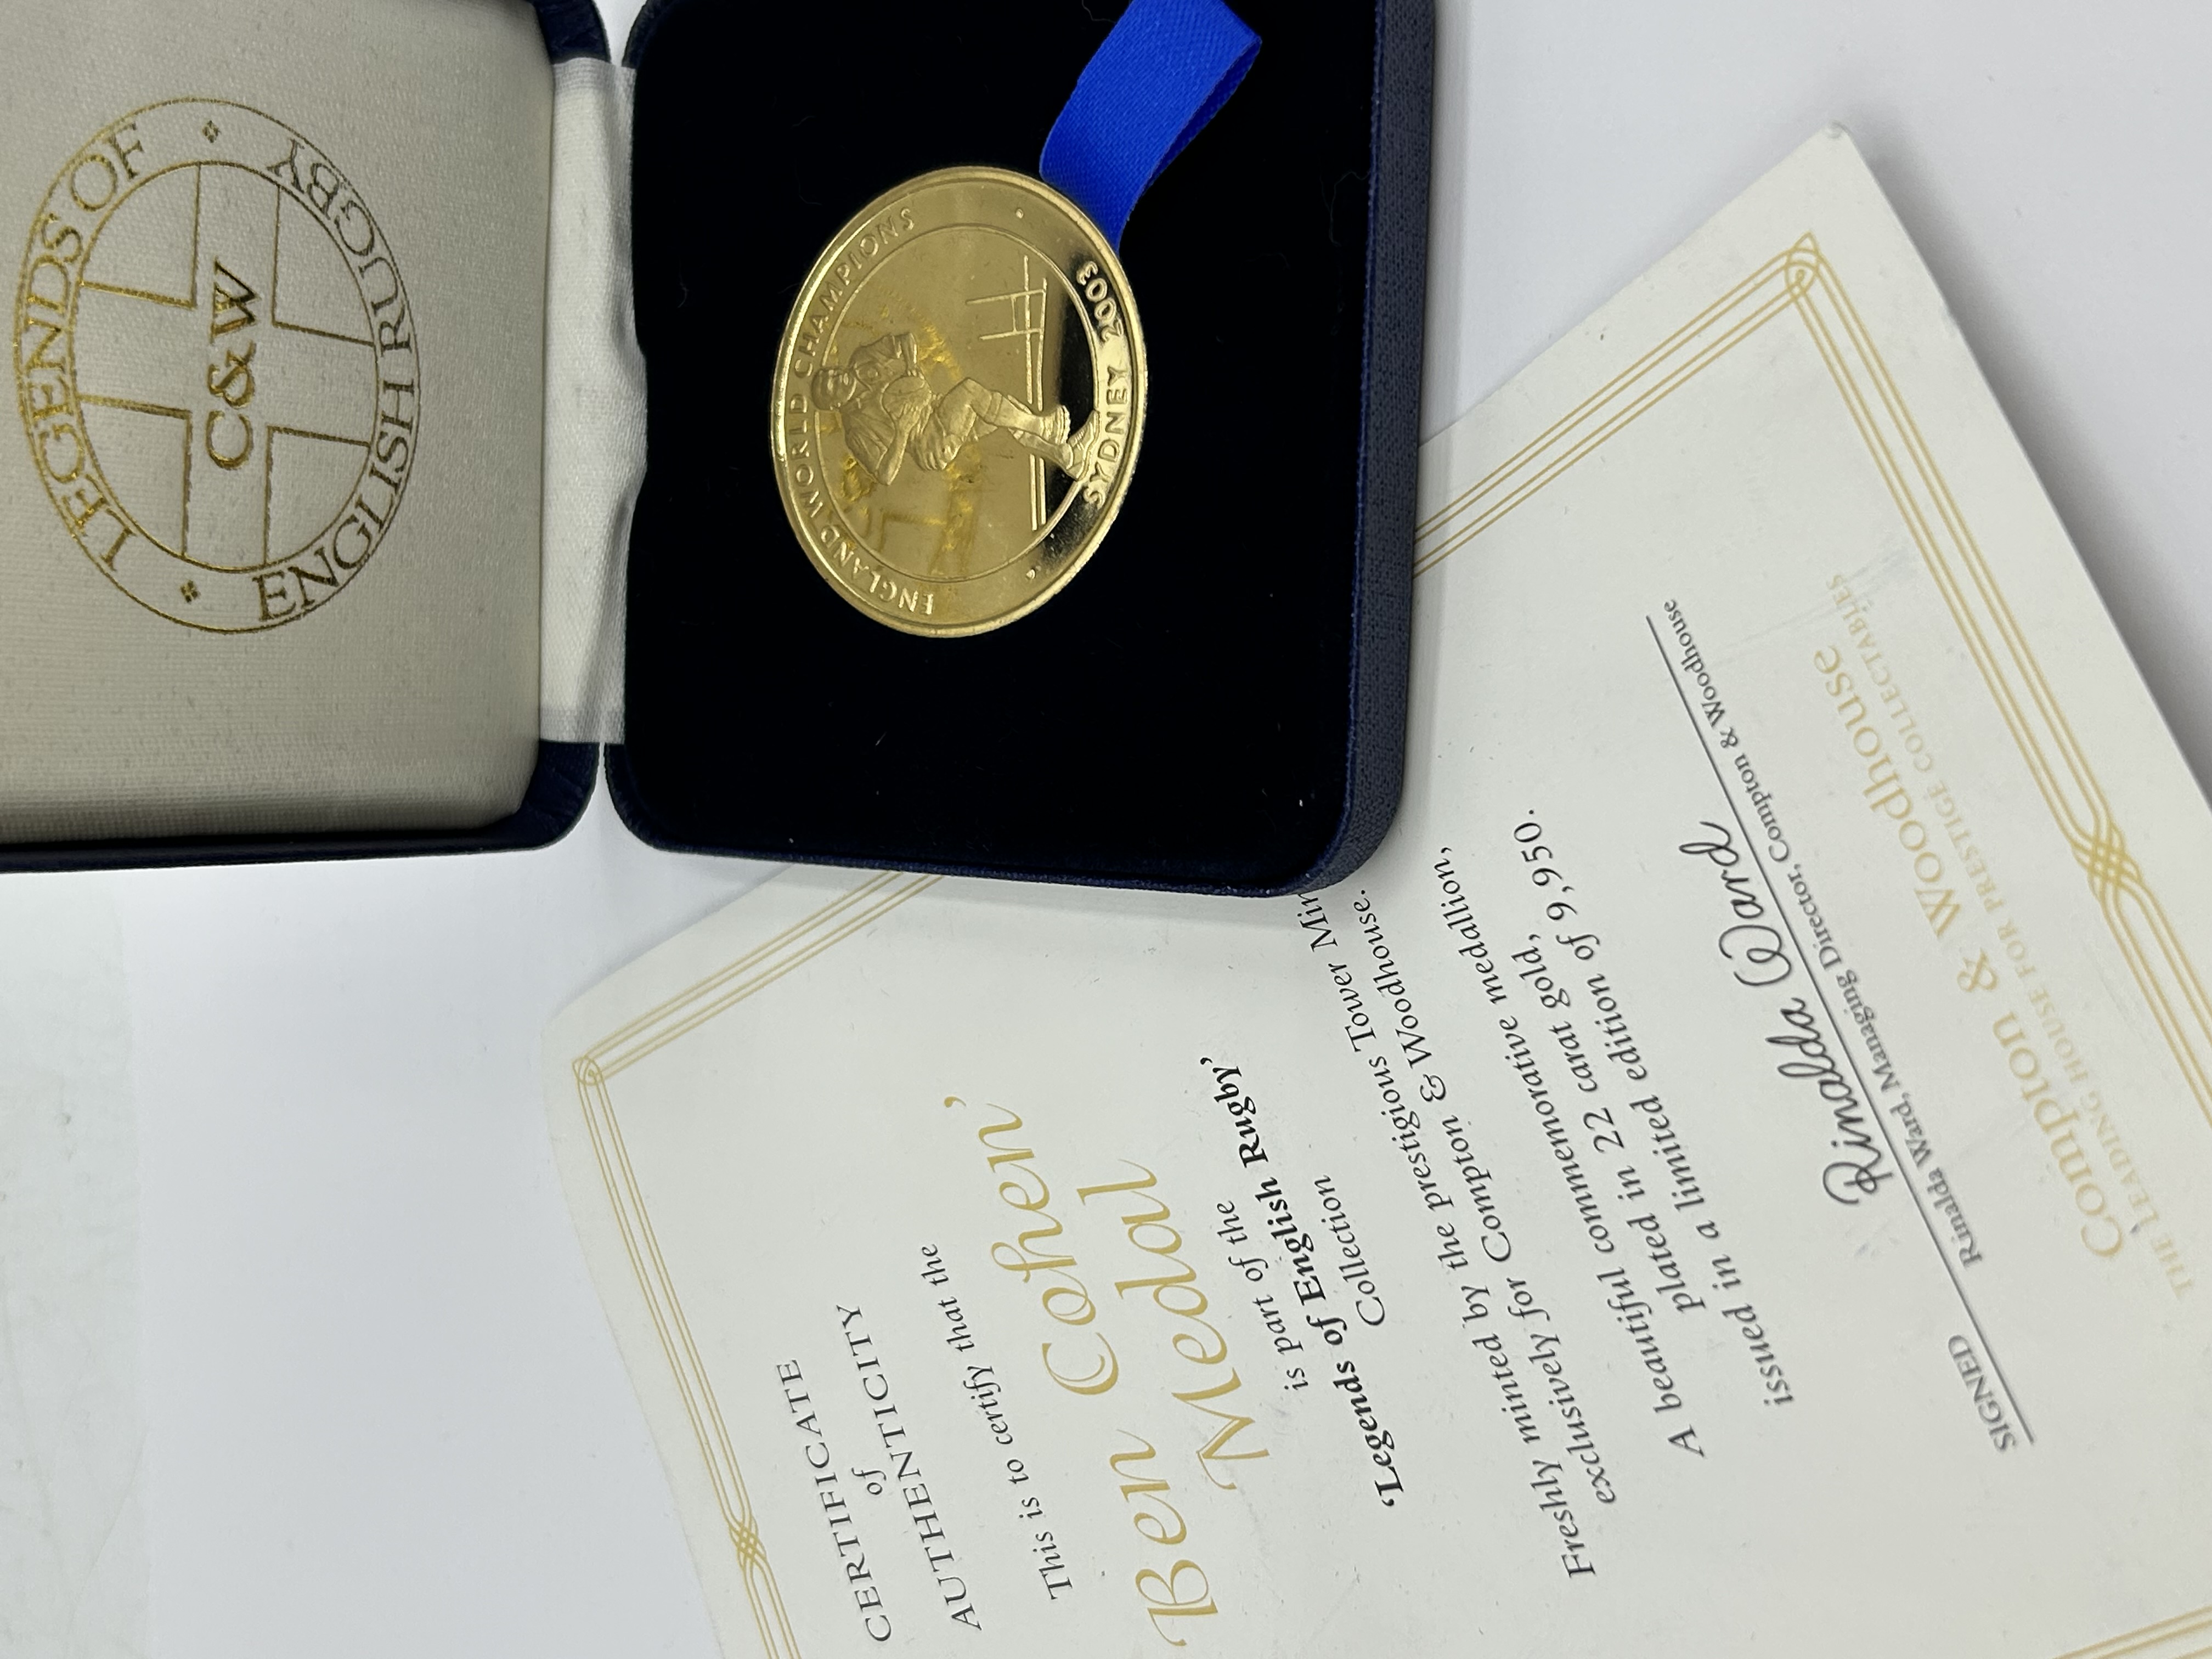 LEGENDS OF
ENGLISH RUGBY
C&W
ENGLAND WORLD CHAMPIONS
SYDNEY 2003
CERTIFICATE
of
AUTHENTICITY
This is to certify that the
'Ben Cohen'
Medal
is part of the
'Legends of English Rugby'
Collection
Freshly minted by the prestigious Tower Min
exclusively for Compton & Woodhouse.
A beautiful commemorative medallion,
plated in 22 carat gold,
issued in a limited edition of 9,950.
SIGNED Rinalda Ward
Rinalda Ward, Managing Director, Compton & Woodhouse
Compton & Woodhouse
THE LEADING HOUSE FOR PRESTIGE COLLECTABLES